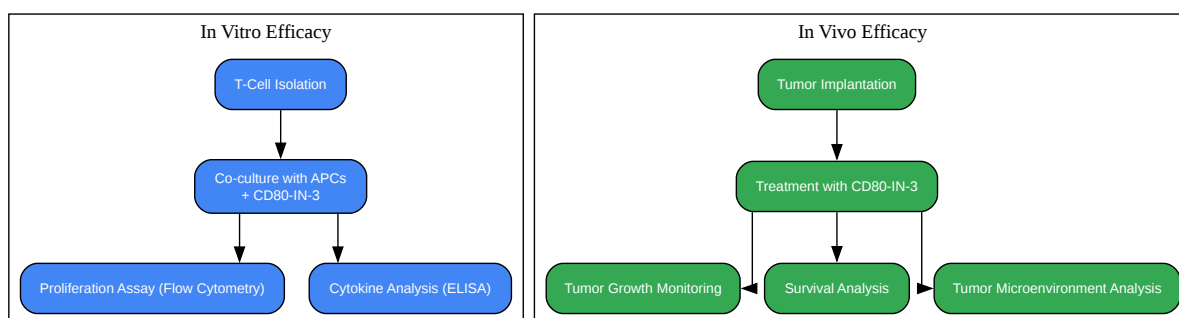 In Vitro Efficacy
T-Cell Isolation
Co-culture with APCs
+ CD80-IN-3
Proliferation Assay (Flow Cytometry)
Cytokine Analysis (ELISA)
In Vivo Efficacy
Tumor Implantation
Treatment with CD80-IN-3
Tumor Growth Monitoring
Survival Analysis
Tumor Microenvironment Analysis